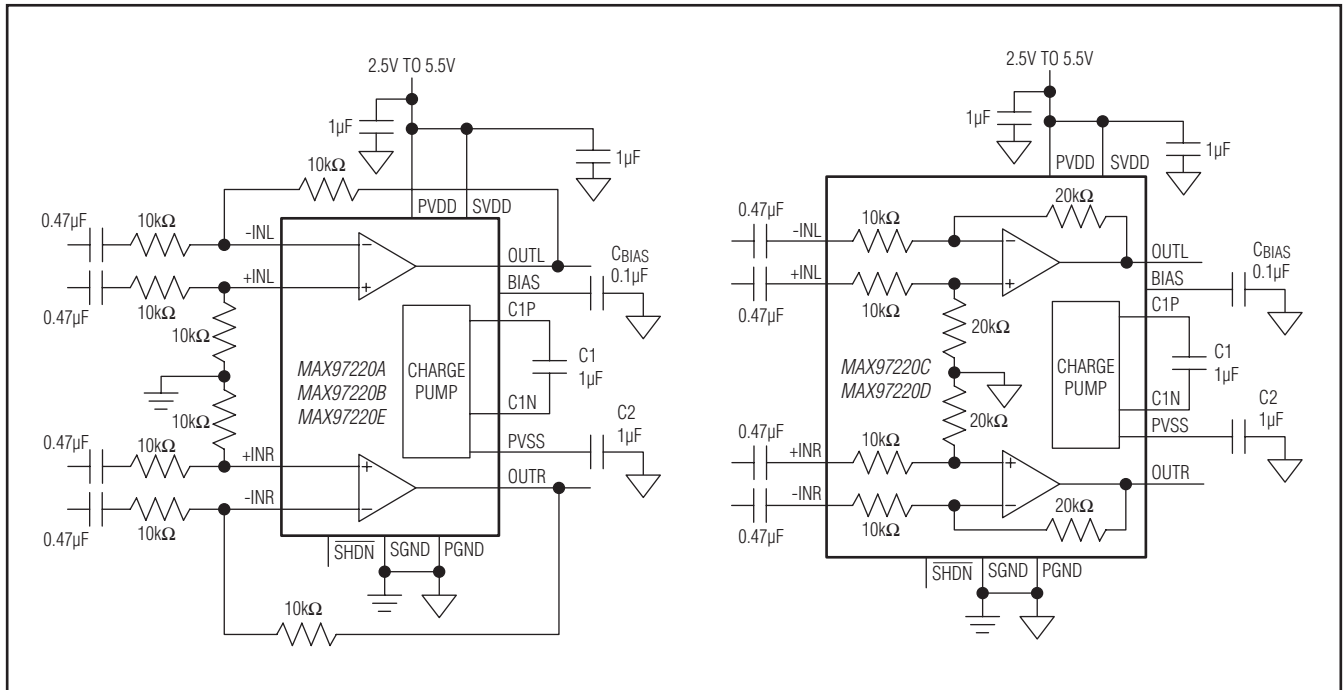 2.5V TO 5.5V
1µF
1µF
10kΩ
PVDD
SVDD
0.47µF
10kΩ
-INL
−
OUTL
+INL
+
BIAS
CBIAS
0.1µF
0.47µF
10kΩ
10kΩ
MAX97220A
MAX97220B
MAX97220E
CHARGE
PUMP
C1P
C1
1µF
C1N
10kΩ
C2
1µF
PVSS
0.47µF
10kΩ
+INR
+
OUTR
-INR
−
0.47µF
10kΩ
SHDN
SGND
PGND
10kΩ
2.5V TO 5.5V
1µF
1µF
PVDD
SVDD
0.47µF
-INL
10kΩ
20kΩ
−
OUTL
+INL
10kΩ
+
BIAS
CBIAS
0.1µF
0.47µF
20kΩ
MAX97220C
MAX97220D
CHARGE
PUMP
C1P
C1
1µF
C1N
20kΩ
C2
1µF
PVSS
0.47µF
+INR
10kΩ
+
OUTR
-INR
10kΩ
−
20kΩ
0.47µF
SHDN
SGND
PGND